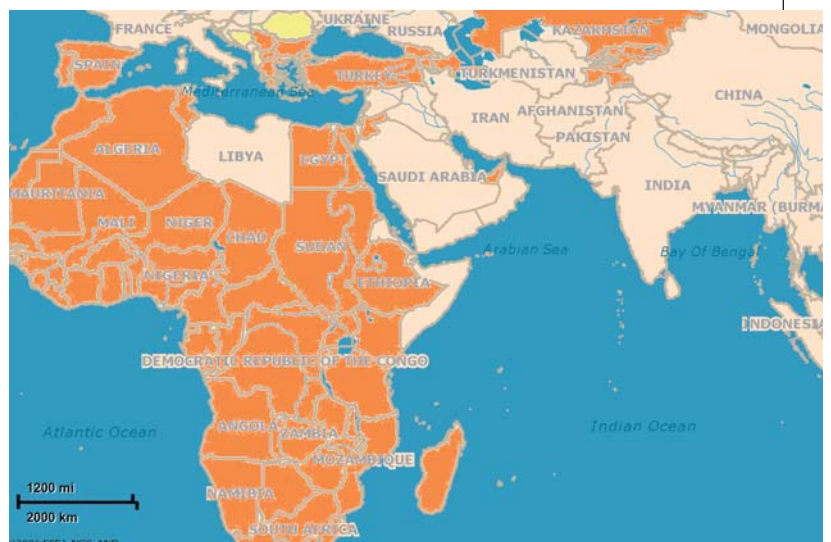 UKRAINE
FRANCE
RUSSIA
KAZAKHSTAN
MONGOLIA
SPAIN
TURKEY
TURKMENISTAN
Mediterranean Sea
CHINA
IRAN
AFGHANISTAN
PAKISTAN
ALGERIA
LIBYA
EGYPT
SAUDI ARABIA
INDIA
MAURITANIA
MYANMAR (BURMA
MALI
NIGER
CHAD
SUDAN
Arabian Sea
Bay Of Bengal
NIGERIA
ETHIOPIA
INDONESIA
DEMOCRATIC REPUBLIC OF THE CONGO
Atlantic Ocean
ANGOLA
ZAMBIA
Indian Ocean
MOZAMBIQUE
1200 mi
2000 km
NAMIBIA
SOUTH AFRICA